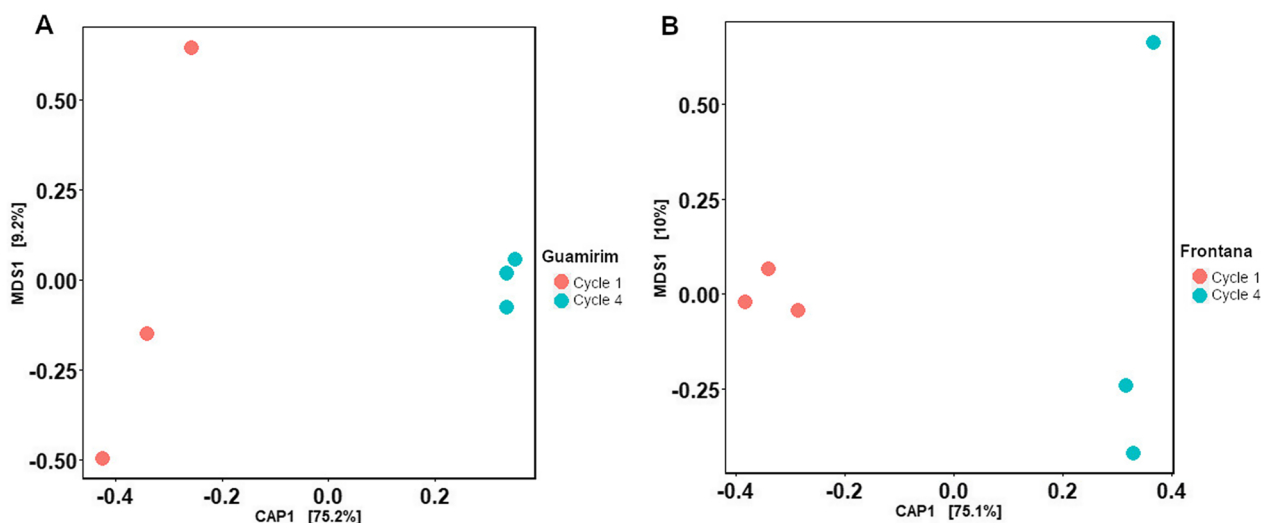 A
0.50
0.25
0.00
-0.25
-0.50
MDS1 [9.2%]
-0.4
-0.2
0.0
0.2
CAP1 [75.2%]
Guamirim
Cycle 1
Cycle 4
B
0.50
0.25
0.00
-0.25
MDS1 [10%]
-0.4
-0.2
0.0
0.2
0.4
CAP1 [75.1%]
Frontana
Cycle 1
Cycle 4